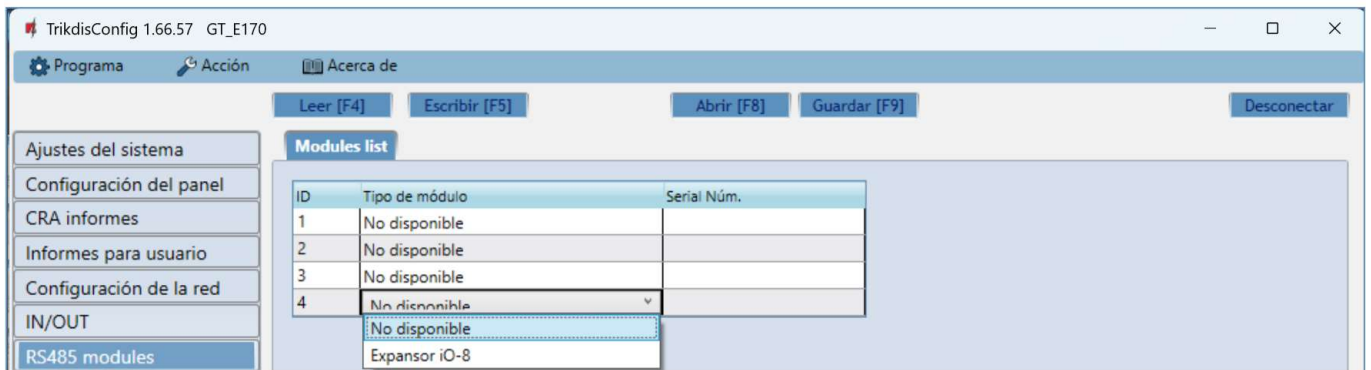 TrikdisConfig 1.66.57 GT_E170
Programa Acción Acerca de
Leer [F4] Escribir [F5] Abrir [F8] Guardar [F9] Desconectar
Ajustes del sistema
Configuración del panel
CRA informes
Informes para usuario
Configuración de la red
IN/OUT
RS485 modules
Modules list
ID Tipo de módulo Serial Núm.
1 No disponible
2 No disponible
3 No disponible
4 No disponible
No disponible
Expansor iO-8